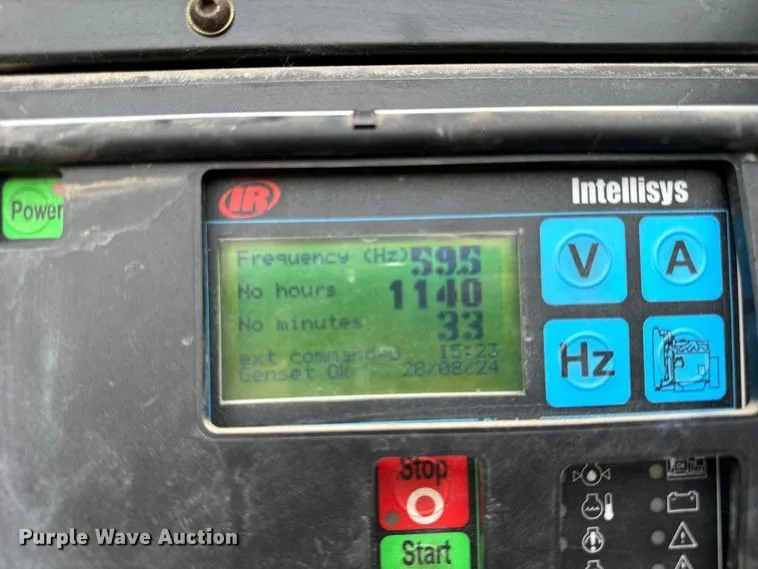 IR
Intellisys
Power
Frequency (Hz) 59.5
No hours 1140
No minutes 33
ext command=0 15:23
Genset Ok 28/08/24
V
A
Hz
Stop
Start
Purple Wave Auction